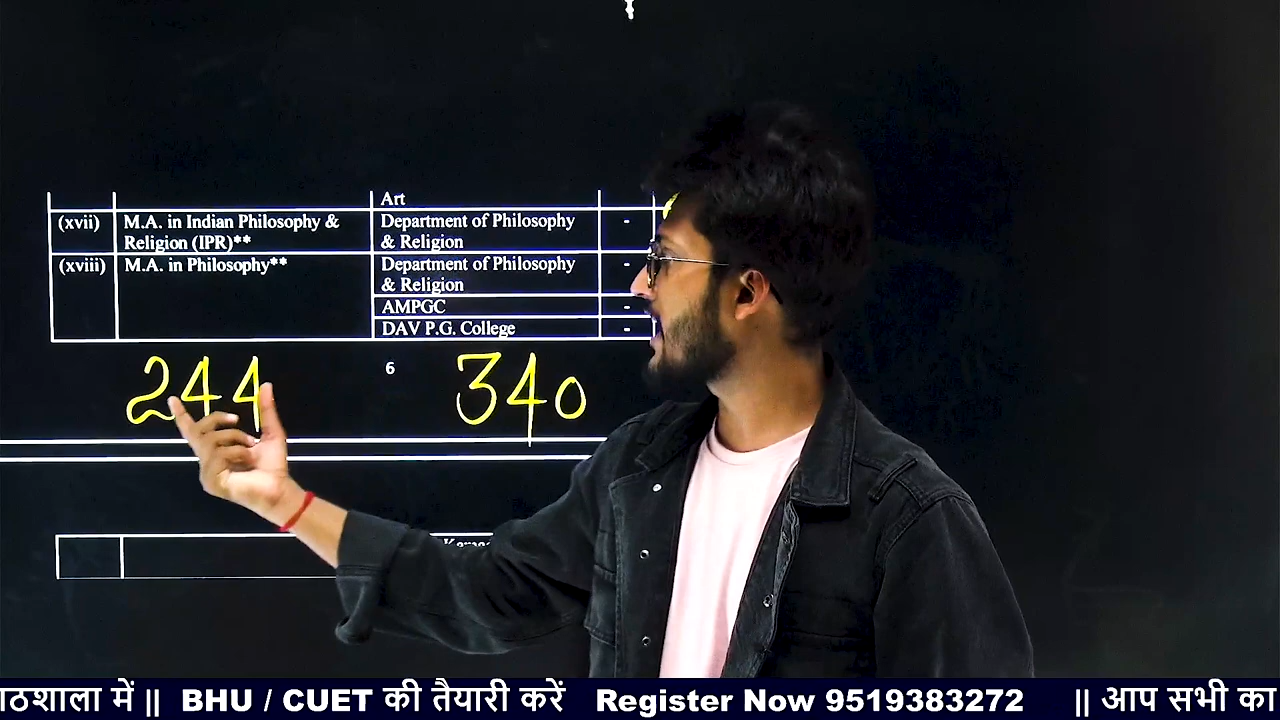 Art
(xvii) M.A. in Indian Philosophy & Religion (IPR)** Department of Philosophy & Religion -
(xviii) M.A. in Philosophy** Department of Philosophy & Religion -
AMPGC -
DAV P.G. College -
244 6 340
ाठशाला में || BHU / CUET की तैयारी करें Register Now 9519383272 || आप सभी का